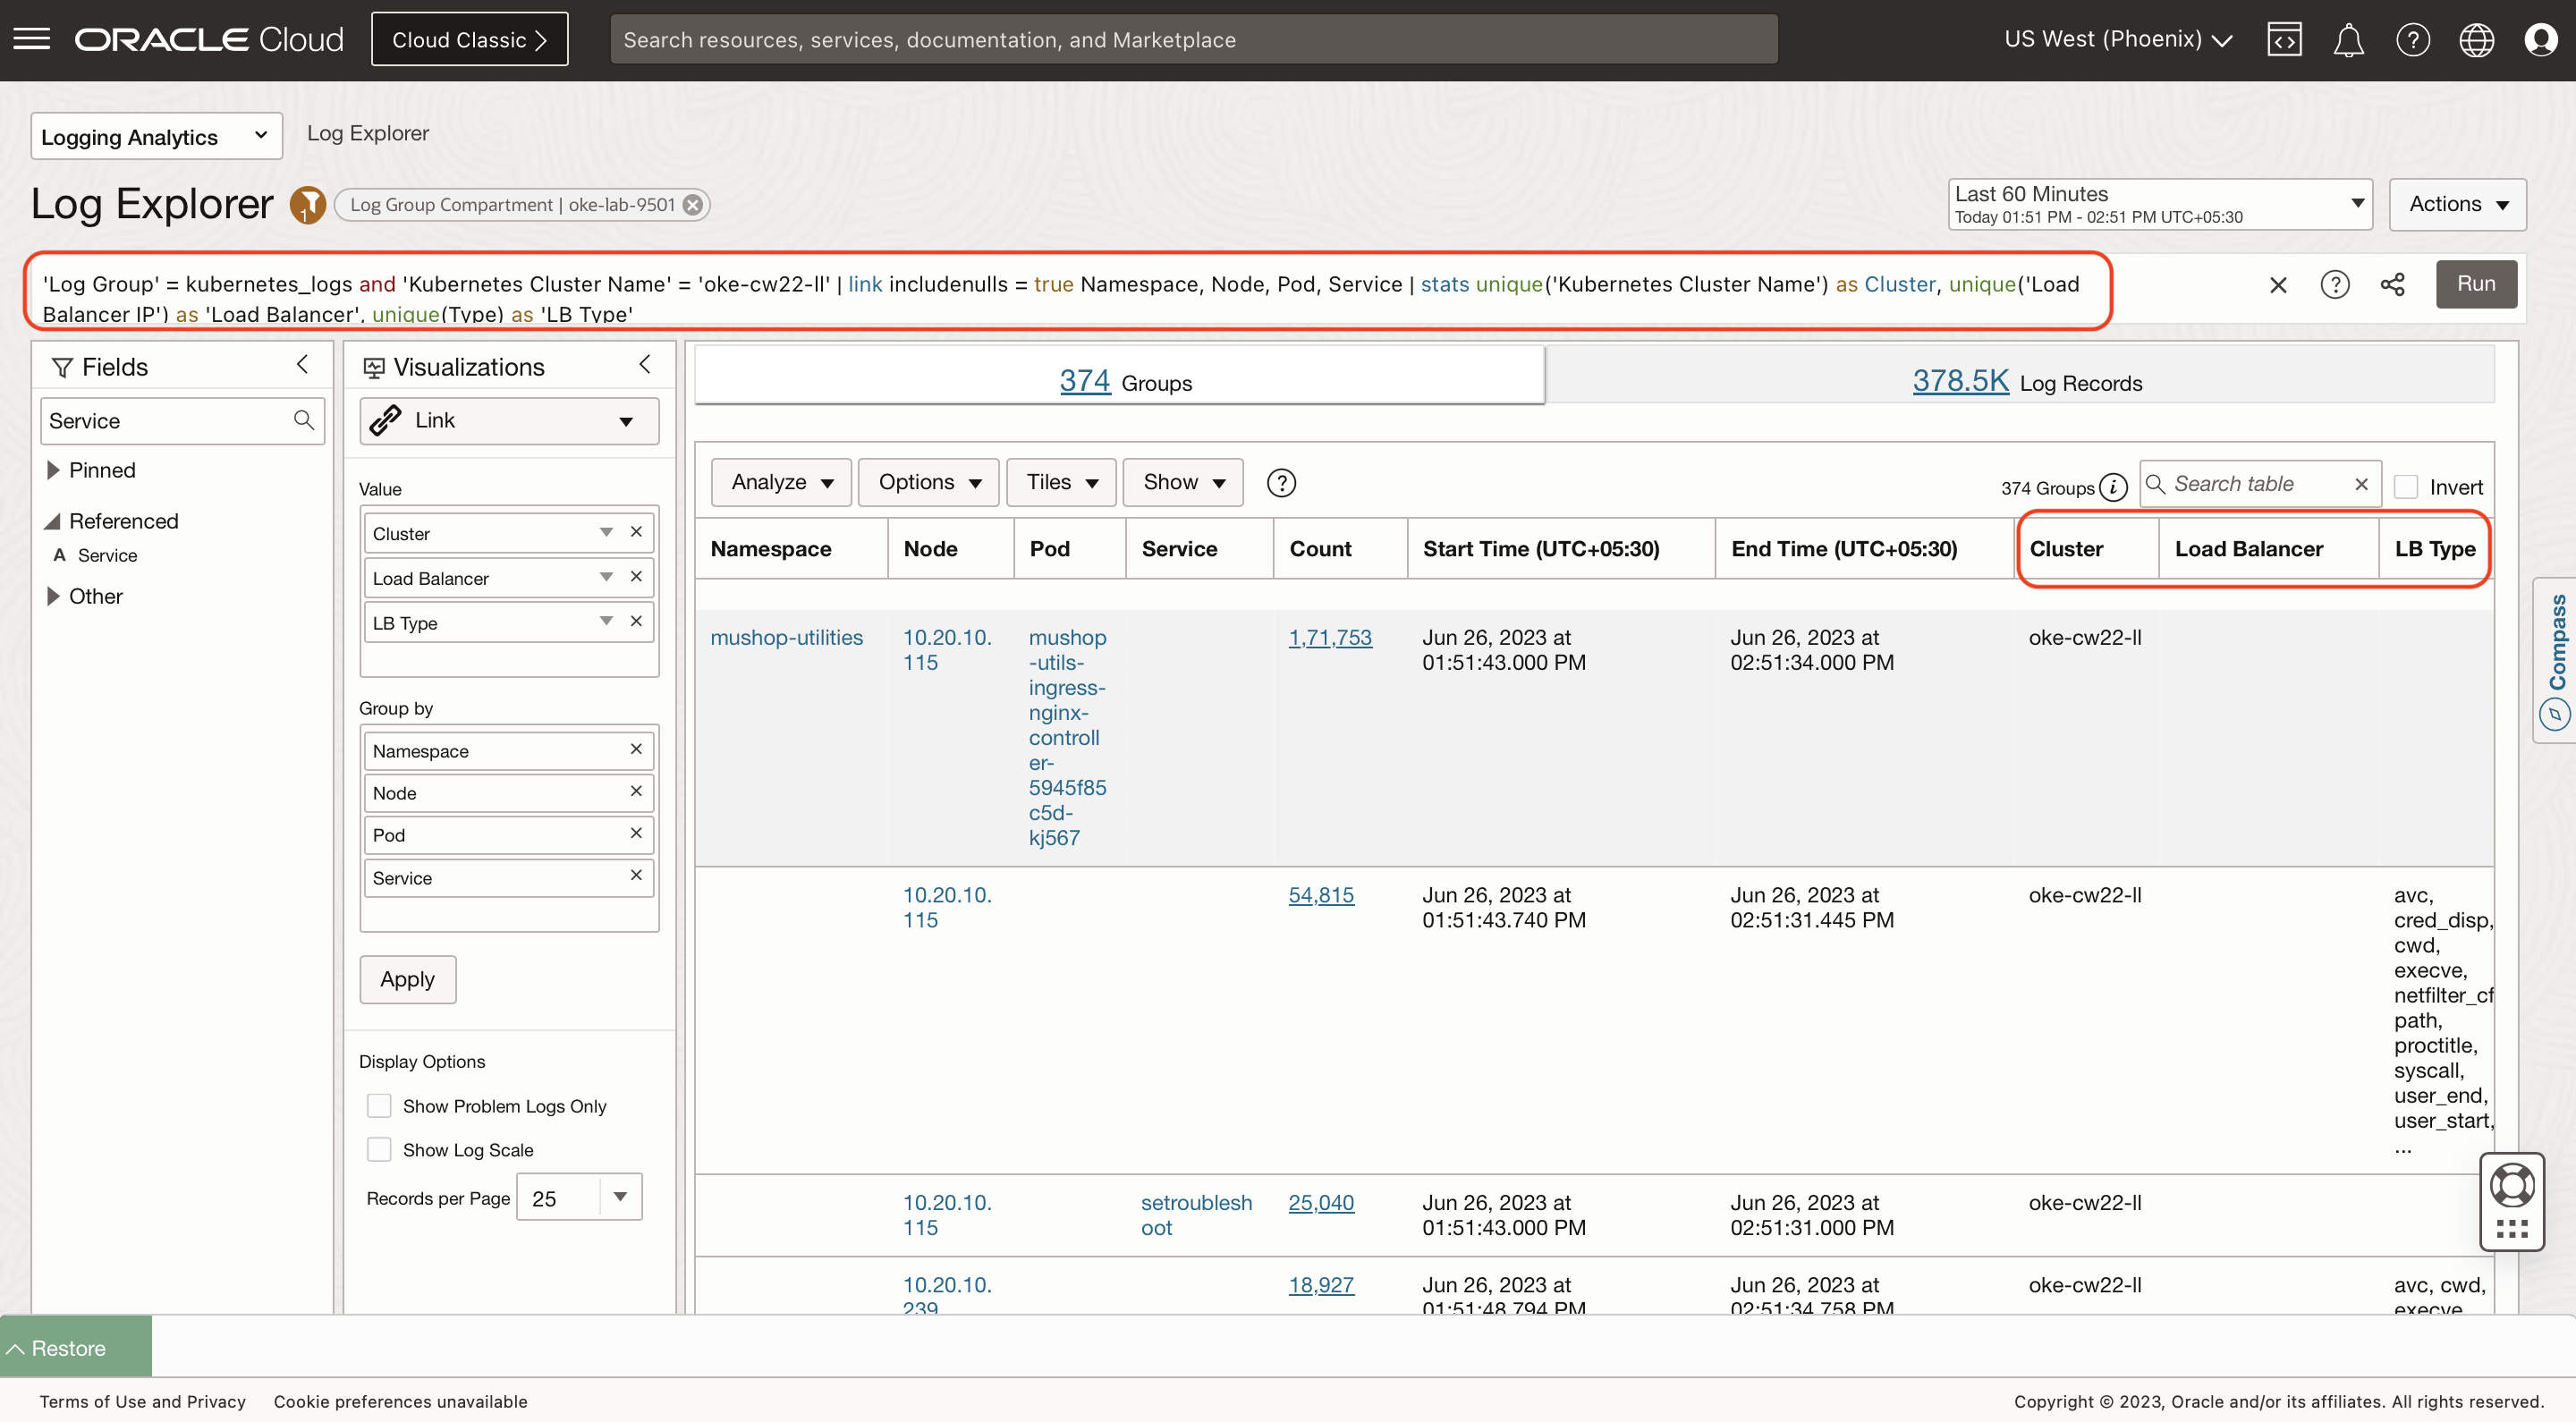 ORACLE Cloud
Cloud Classic
Search resources, services, documentation, and Marketplace
US West (Phoenix)
Logging Analytics
Log Explorer
Log Explorer
1
Log Group Compartment | oke-lab-9501
Last 60 Minutes
Today 01:51 PM - 02:51 PM UTC+05:30
Actions
'Log Group' = kubernetes_logs and 'Kubernetes Cluster Name' = 'oke-cw22-ll' | link includenulls = true Namespace, Node, Pod, Service | stats unique('Kubernetes Cluster Name') as Cluster, unique('Load
Balancer IP') as 'Load Balancer', unique(Type) as 'LB Type'
Run
Fields
Service
Pinned
Referenced
A Service
Other
Visualizations
Link
Value
Cluster
Load Balancer
LB Type
Group by
Namespace
Node
Pod
Service
Apply
Display Options
Show Problem Logs Only
Show Log Scale
Records per Page 25
374 Groups
378.5K Log Records
Analyze
Options
Tiles
Show
374 Groups
Search table
Invert
Namespace Node Pod Service Count Start Time (UTC+05:30) End Time (UTC+05:30) Cluster Load Balancer LB Type
mushop-utilities 10.20.10. mushop 1,71,753 Jun 26, 2023 at Jun 26, 2023 at oke-cw22-ll
115 -utils- 01:51:43.000 PM 02:51:34.000 PM
ingress-
nginx-
controll
er-
5945f85
c5d-
kj567
10.20.10. 54,815 Jun 26, 2023 at Jun 26, 2023 at oke-cw22-ll avc,
115 01:51:43.740 PM 02:51:31.445 PM cred_disp,
cwd,
execve,
netfilter_cf
path,
proctitle,
syscall,
user_end,
user_start,
...
10.20.10. setroublesh 25,040 Jun 26, 2023 at Jun 26, 2023 at oke-cw22-ll
115 oot 01:51:43.000 PM 02:51:31.000 PM
10.20.10. 18,927 Jun 26, 2023 at Jun 26, 2023 at oke-cw22-ll avc, cwd,
239 01:51:48.794 PM 02:51:34.758 PM execve
Compass
Restore
Terms of Use and Privacy
Cookie preferences unavailable
Copyright © 2023, Oracle and/or its affiliates. All rights reserved.